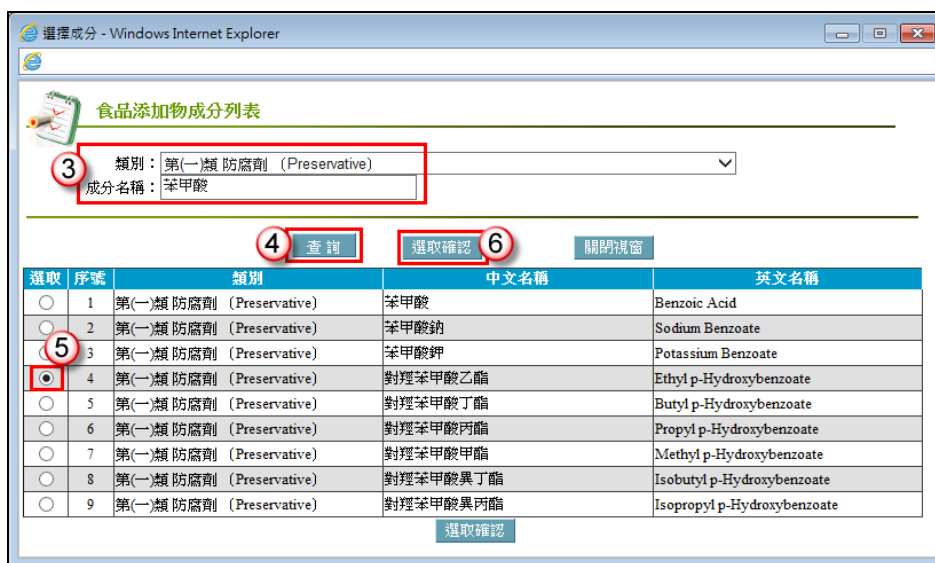 選擇成分 - Windows Internet Explorer
食品添加物成分列表
③ 類別： 第(一)類 防腐劑 （Preservative）
成分名稱： 苯甲酸
④ 查詢 選取確認 ⑥ 關閉視窗
選取 序號 類別 中文名稱 英文名稱
1 第(一)類 防腐劑 （Preservative） 苯甲酸 Benzoic Acid
2 第(一)類 防腐劑 （Preservative） 苯甲酸鈉 Sodium Benzoate
⑤ 3 第(一)類 防腐劑 （Preservative） 苯甲酸鉀 Potassium Benzoate
4 第(一)類 防腐劑 （Preservative） 對羥苯甲酸乙酯 Ethyl p-Hydroxybenzoate
5 第(一)類 防腐劑 （Preservative） 對羥苯甲酸丁酯 Butyl p-Hydroxybenzoate
6 第(一)類 防腐劑 （Preservative） 對羥苯甲酸丙酯 Propyl p-Hydroxybenzoate
7 第(一)類 防腐劑 （Preservative） 對羥苯甲酸甲酯 Methyl p-Hydroxybenzoate
8 第(一)類 防腐劑 （Preservative） 對羥苯甲酸異丁酯 Isobutyl p-Hydroxybenzoate
9 第(一)類 防腐劑 （Preservative） 對羥苯甲酸異丙酯 Isopropyl p-Hydroxybenzoate
選取確認